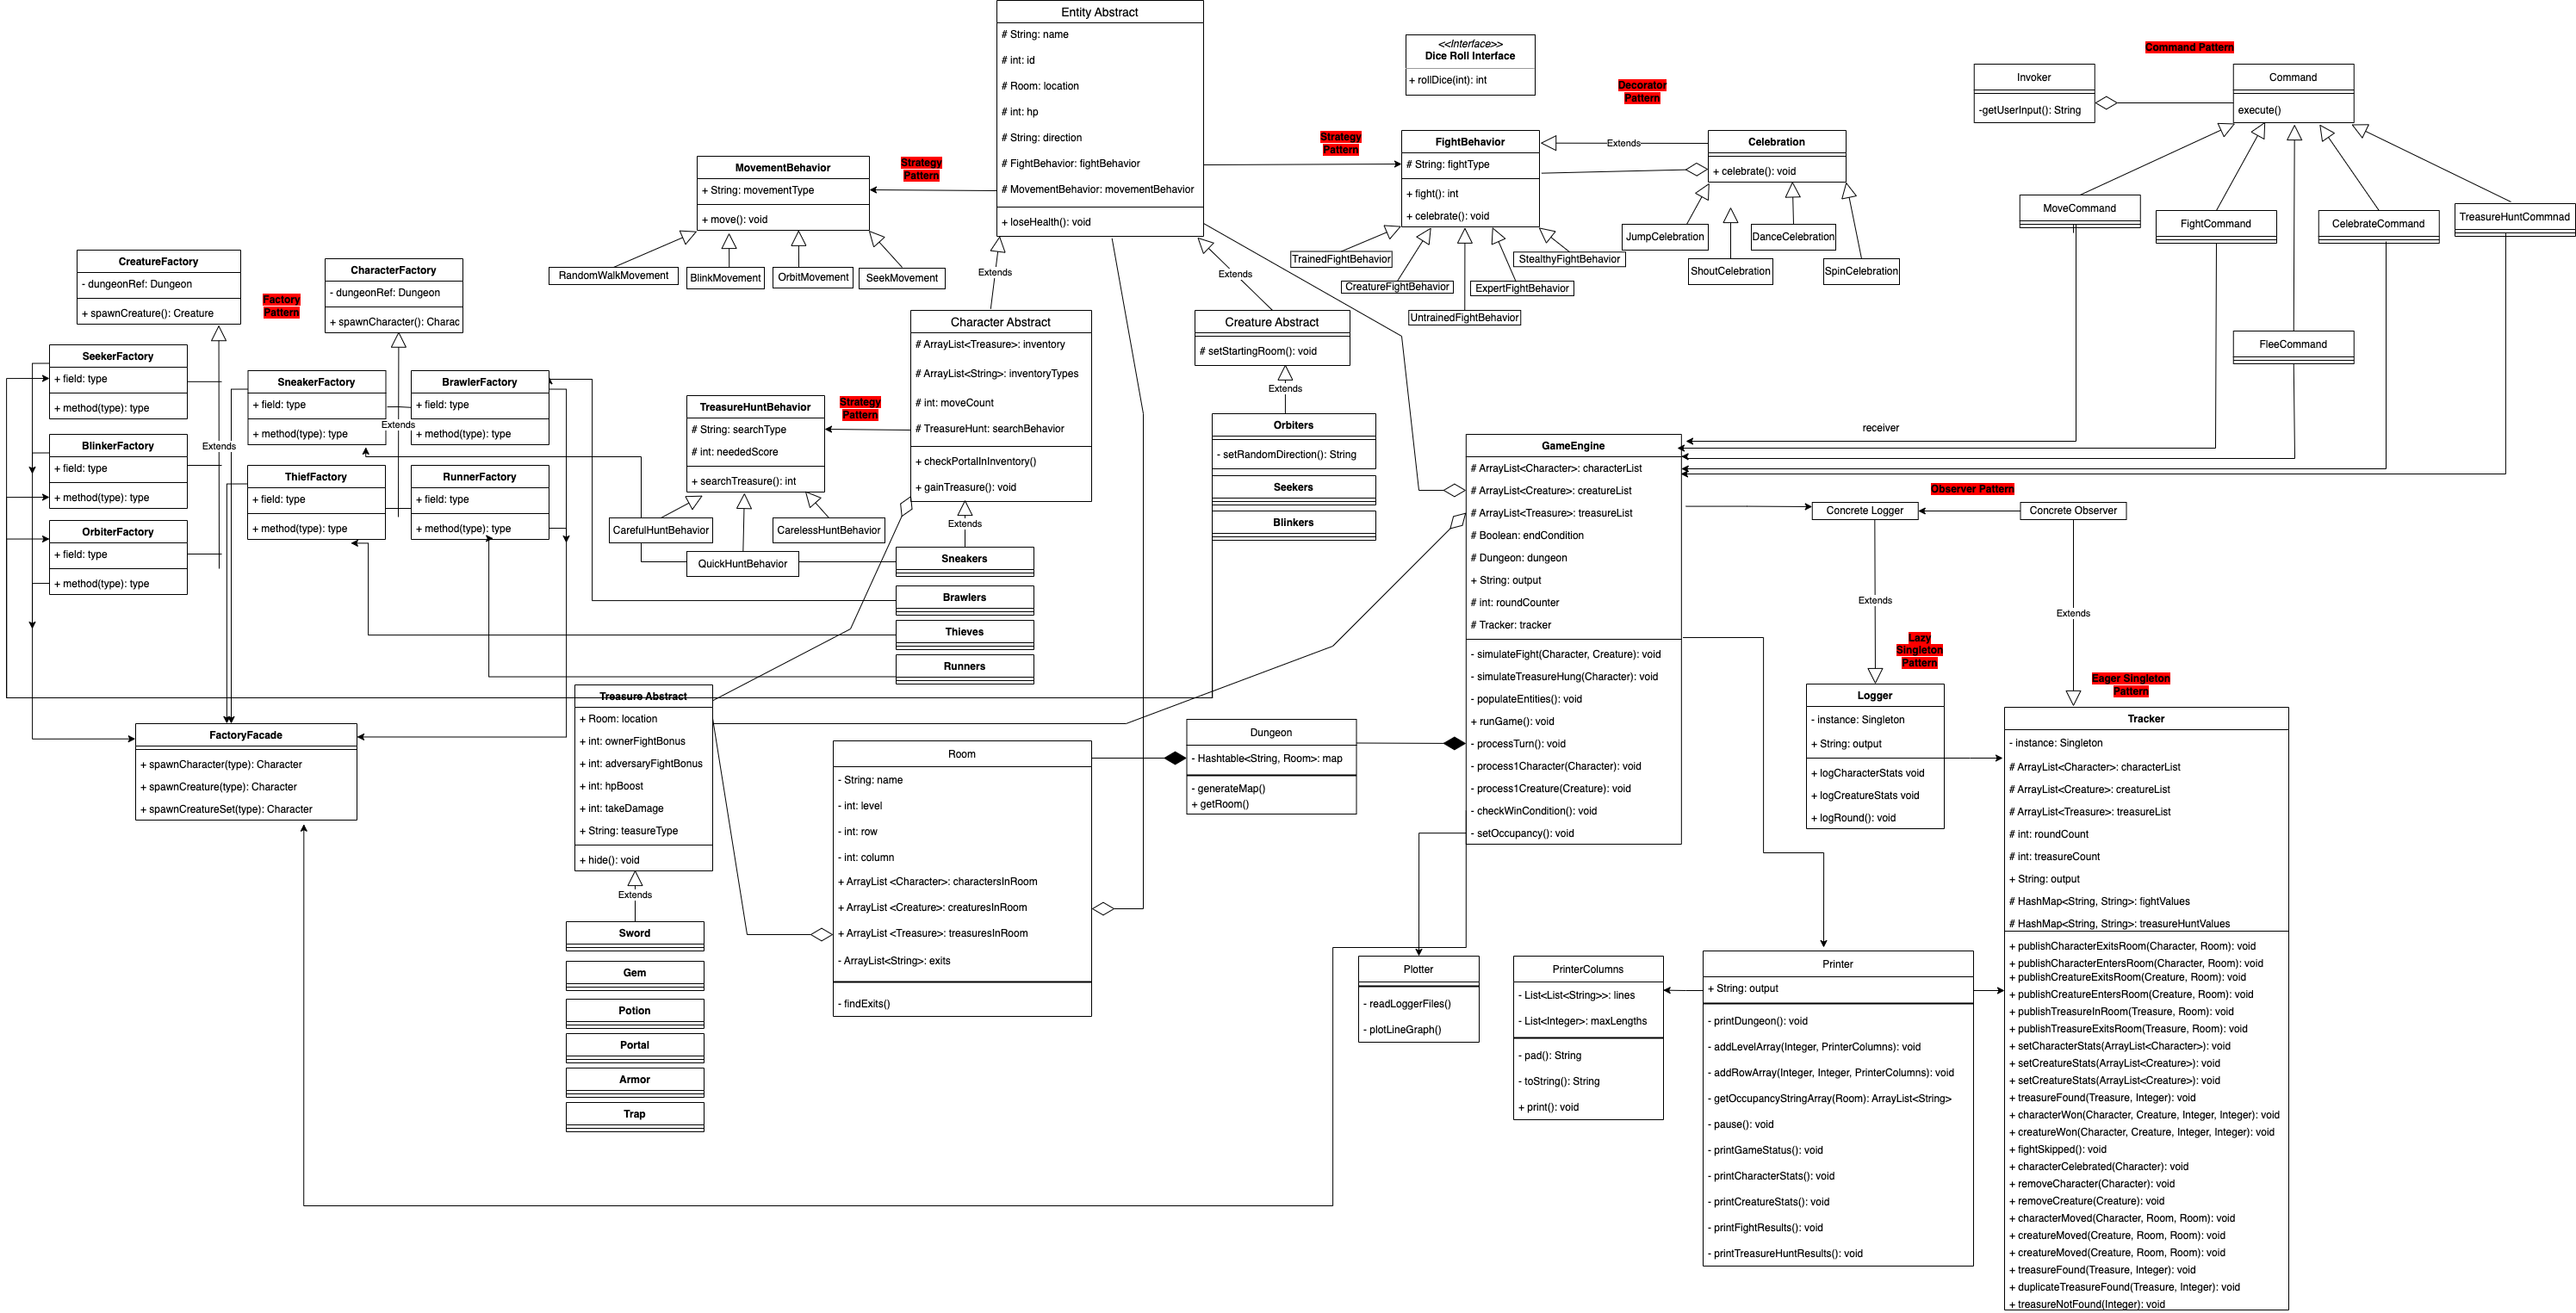 Entity Abstract
# String: name
# int: id
# Room: location
# int: hp
# String: direction
# FightBehavior: fightBehavior
# MovementBehavior: movementBehavior
+ loseHealth(): void
<<Interface>>
Dice Roll Interface
+ rollDice(int): int
Command Pattern
Invoker
-getUserInput(): String
Command
execute()
Decorator
Pattern
Strategy
Pattern
FightBehavior
# String: fightType
+ fight(): int
+ celebrate(): void
Extends
Celebration
+ celebrate(): void
Strategy
Pattern
MovementBehavior
+ String: movementType
+ move(): void
RandomWalkMovement
BlinkMovement
OrbitMovement
SeekMovement
TrainedFightBehavior
CreatureFightBehavior
UntrainedFightBehavior
ExpertFightBehavior
StealthyFightBehavior
JumpCelebration
ShoutCelebration
DanceCelebration
SpinCelebration
MoveCommand
FightCommand
CelebrateCommand
TreasureHuntCommnad
FleeCommand
CreatureFactory
- dungeonRef: Dungeon
+ spawnCreature(): Creature
Factory
Pattern
CharacterFactory
- dungeonRef: Dungeon
+ spawnCharacter(): Charac
Extends
Extends
SeekerFactory
+ field: type
+ method(type): type
BlinkerFactory
+ field: type
+ method(type): type
OrbiterFactory
+ field: type
+ method(type): type
Extends
SneakerFactory
+ field: type
+ method(type): type
BrawlerFactory
+ field: type
+ method(type): type
Extends
ThiefFactory
+ field: type
+ method(type): type
RunnerFactory
+ field: type
+ method(type): type
Character Abstract
# ArrayList<Treasure>: inventory
# ArrayList<String>: inventoryTypes
# int: moveCount
# TreasureHunt: searchBehavior
+ checkPortalInInventory()
+ gainTreasure(): void
Creature Abstract
# setStartingRoom(): void
Extends
Orbiters
- setRandomDirection(): String
Seekers
Blinkers
Strategy
Pattern
TreasureHuntBehavior
# String: searchType
# int: neededScore
+ searchTreasure(): int
CarefulHuntBehavior
QuickHuntBehavior
CarelessHuntBehavior
Extends
Sneakers
Brawlers
Thieves
Runners
receiver
GameEngine
# ArrayList<Character>: characterList
# ArrayList<Creature>: creatureList
# ArrayList<Treasure>: treasureList
# Boolean: endCondition
# Dungeon: dungeon
+ String: output
# int: roundCounter
# Tracker: tracker
- simulateFight(Character, Creature): void
- simulateTreasureHung(Character): void
- populateEntities(): void
+ runGame(): void
- processTurn(): void
- process1Character(Character): void
- process1Creature(Creature): void
- checkWinCondition(): void
- setOccupancy(): void
Observer Pattern
Concrete Logger
Concrete Observer
Extends
Extends
Lazy
Singleton
Pattern
Eager Singleton
Pattern
Logger
- instance: Singleton
+ String: output
+ logCharacterStats void
+ logCreatureStats void
+ logRound(): void
Tracker
- instance: Singleton
# ArrayList<Character>: characterList
# ArrayList<Creature>: creatureList
# ArrayList<Treasure>: treasureList
# int: roundCount
# int: treasureCount
+ String: output
# HashMap<String, String>: fightValues
# HashMap<String, String>: treasureHuntValues
+ publishCharacterExitsRoom(Character, Room): void
+ publishCharacterEntersRoom(Character, Room): void
+ publishCreatureExitsRoom(Creature, Room): void
+ publishCreatureEntersRoom(Creature, Room): void
+ publishTreasureInRoom(Treasure, Room): void
+ publishTreasureExitsRoom(Treasure, Room): void
+ setCharacterStats(ArrayList<Character>): void
+ setCreatureStats(ArrayList<Creature>): void
+ setCreatureStats(ArrayList<Creature>): void
+ treasureFound(Treasure, Integer): void
+ characterWon(Character, Creature, Integer, Integer): void
+ creatureWon(Character, Creature, Integer, Integer): void
+ fightSkipped(): void
+ characterCelebrated(Character): void
+ removeCharacter(Character): void
+ removeCreature(Creature): void
+ characterMoved(Character, Room, Room): void
+ creatureMoved(Creature, Room, Room): void
+ creatureMoved(Creature, Room, Room): void
+ treasureFound(Treasure, Integer): void
+ duplicateTreasureFound(Treasure, Integer): void
+ treasureNotFound(Integer): void
FactoryFacade
+ spawnCharacter(type): Character
+ spawnCreature(type): Character
+ spawnCreatureSet(type): Character
Treasure Abstract
+ Room: location
+ int: ownerFightBonus
+ int: adversaryFightBonus
+ int: hpBoost
+ int: takeDamage
+ String: teasureType
+ hide(): void
Extends
Sword
Gem
Potion
Portal
Armor
Trap
Room
- String: name
- int: level
- int: row
- int: column
+ ArrayList <Character>: charactersInRoom
+ ArrayList <Creature>: creaturesInRoom
+ ArrayList <Treasure>: treasuresInRoom
- ArrayList<String>: exits
- findExits()
Dungeon
- Hashtable<String, Room>: map
- generateMap()
+ getRoom()
Plotter
- readLoggerFiles()
- plotLineGraph()
PrinterColumns
- List<List<String>>: lines
- List<Integer>: maxLengths
- pad(): String
- toString(): String
+ print(): void
Printer
+ String: output
- printDungeon(): void
- addLevelArray(Integer, PrinterColumns): void
- addRowArray(Integer, Integer, PrinterColumns): void
- getOccupancyStringArray(Room): ArrayList<String>
- pause(): void
- printGameStatus(): void
- printCharacterStats(): void
- printCreatureStats(): void
- printFightResults(): void
- printTreasureHuntResults(): void